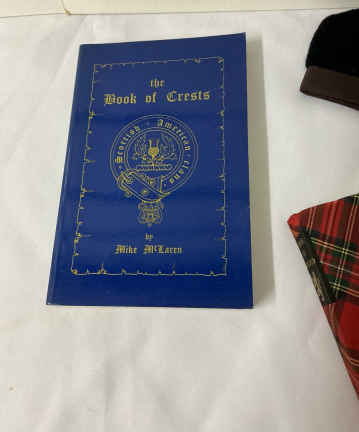 the
Book of Crests
Scottish · American · clans
by
Mike McLaren